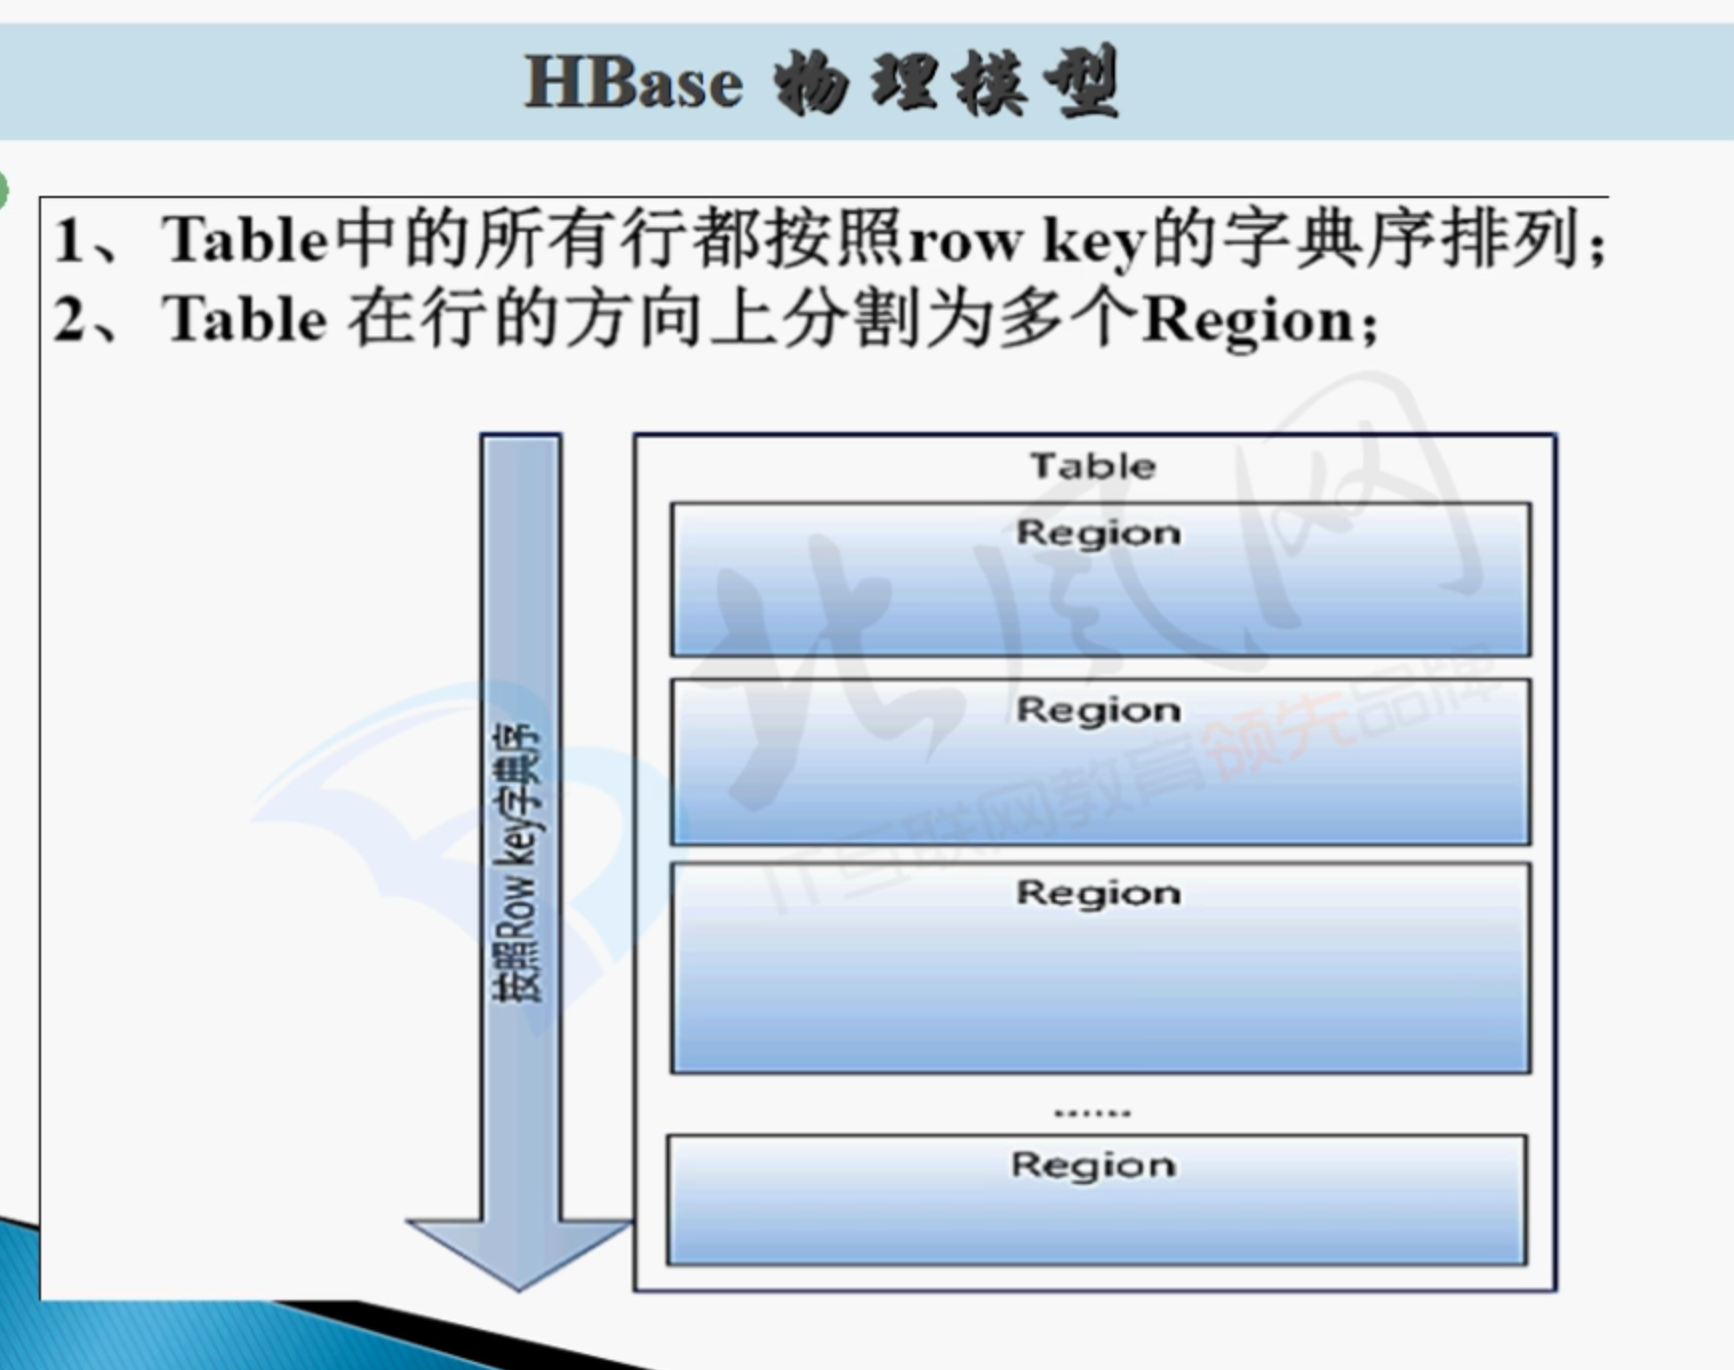 HBase 物理模型
1、Table中的所有行都按照row key的字典序排列；
2、Table 在行的方向上分割为多个Region；
按照Row key字典序
Table
Region
Region
Region
......
Region
北风网
IT互联网教育领先品牌